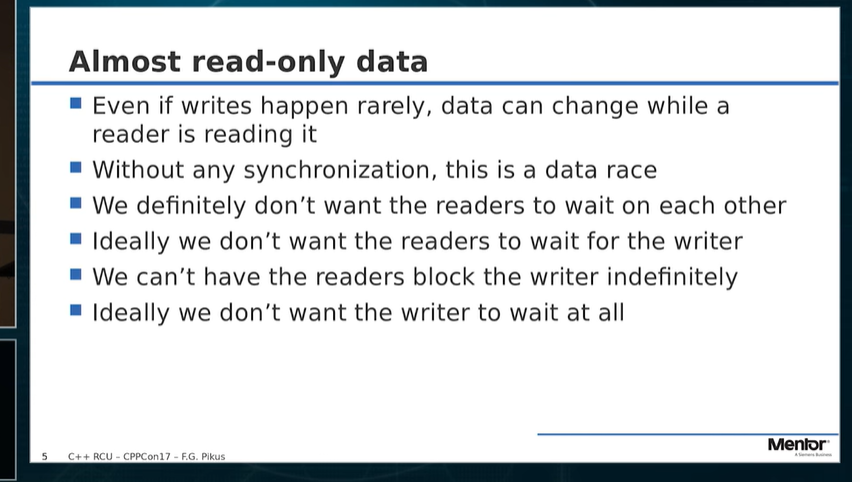 Almost read-only data
Even if writes happen rarely, data can change while a
reader is reading it
Without any synchronization, this is a data race
We definitely don’t want the readers to wait on each other
Ideally we don’t want the readers to wait for the writer
We can’t have the readers block the writer indefinitely
Ideally we don’t want the writer to wait at all
Mentor
A Siemens Business
5 C++ RCU – CPPCon17 – F.G. Pikus